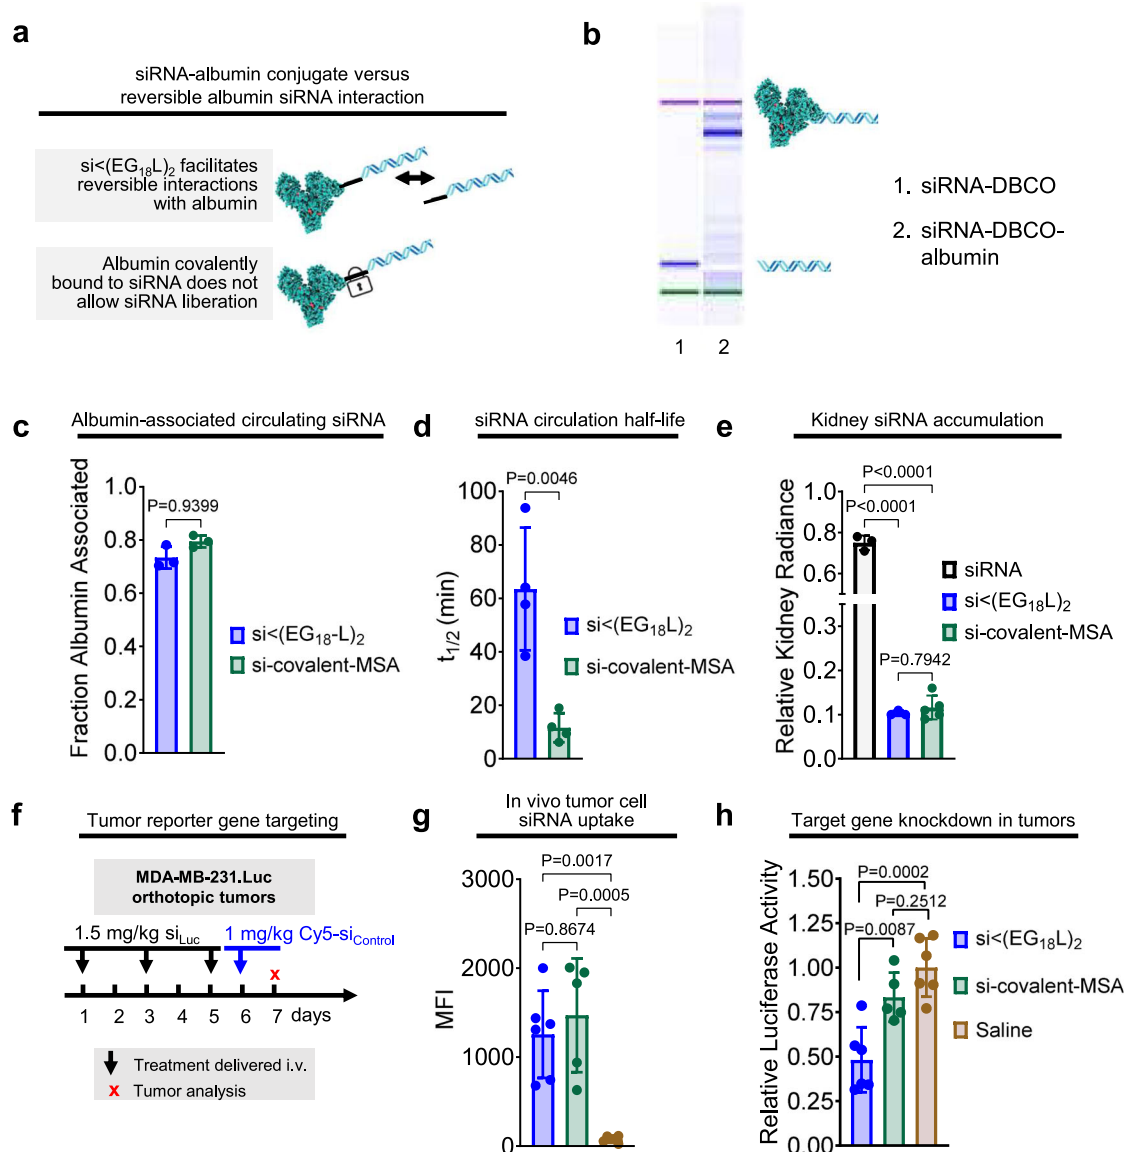 a
siRNA-albumin conjugate versus
reversible albumin siRNA interaction
si<(EG18L)2 facilitates
reversible interactions
with albumin
Albumin covalently
bound to siRNA does not
allow siRNA liberation
b
1. siRNA-DBCO
2. siRNA-DBCO-
albumin
1 2
c
Albumin-associated circulating siRNA
Fraction Albumin Associated
1.0
0.8
0.6
0.4
0.2
0.0
P=0.9399
si<(EG18-L)2
si-covalent-MSA
d
siRNA circulation half-life
t1/2 (min)
100
80
60
40
20
0
P=0.0046
si<(EG18L)2
si-covalent-MSA
e
Kidney siRNA accumulation
Relative Kidney Radiance
P<0.0001
P<0.0001
1.0
0.8
0.6
0.3
0.2
0.1
0.0
P=0.7942
siRNA
si<(EG18L)2
si-covalent-MSA
f
Tumor reporter gene targeting
MDA-MB-231.Luc
orthotopic tumors
1.5 mg/kg siLuc
1 mg/kg Cy5-siControl
x
1 2 3 4 5 6 7 days
Treatment delivered i.v.
x Tumor analysis
g
In vivo tumor cell
siRNA uptake
MFI
3000
2000
1000
0
P=0.0017
P=0.0005
P=0.8674
h
Target gene knockdown in tumors
Relative Luciferase Activity
1.50
1.25
1.00
0.75
0.50
0.25
0.00
P=0.0002
P=0.2512
P=0.0087
si<(EG18L)2
si-covalent-MSA
Saline